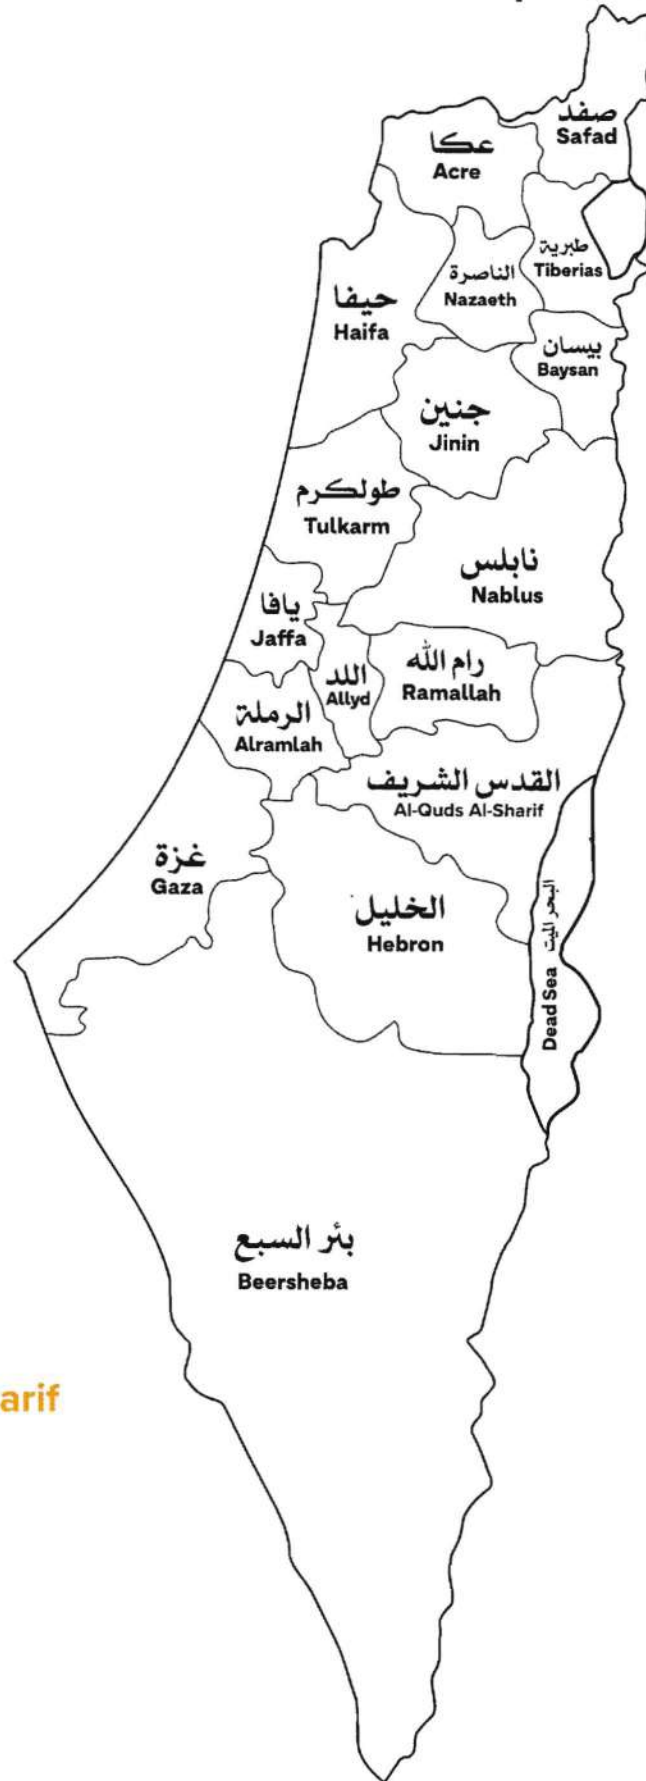 صفد
Safad
عكا
Acre
طبرية
Tiberias
الناصرة
Nazaeth
حيفا
Haifa
بيسان
Baysan
جنين
Jinin
طولكرم
Tulkarm
نابلس
Nablus
يافا
Jaffa
اللد
Allyd
رام الله
Ramallah
الرملة
Alramlah
القدس الشريف
Al-Quds Al-Sharif
غزة
Gaza
الخليل
Hebron
البحر الميت
Dead Sea
بئر السبع
Beersheba
arif